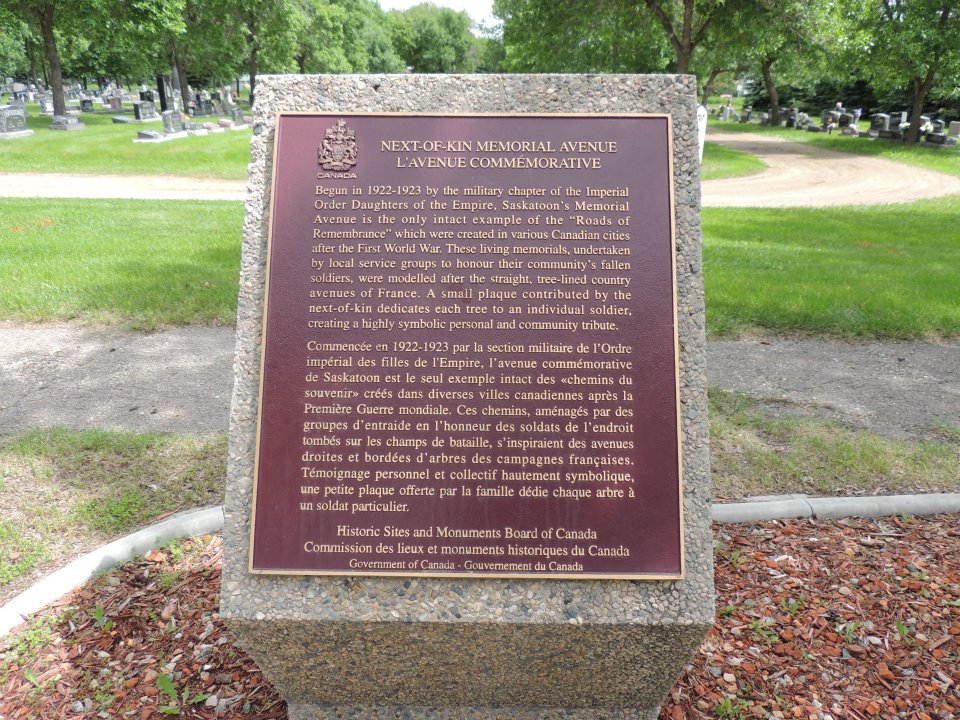 CANADA
NEXT-OF-KIN MEMORIAL AVENUE
L'AVENUE COMMÉMORATIVE
Begun in 1922-1923 by the military chapter of the Imperial
Order Daughters of the Empire, Saskatoon's Memorial
Avenue is the only intact example of the "Roads of
Remembrance" which were created in various Canadian cities
after the First World War. These living memorials, undertaken
by local service groups to honour their community's fallen
soldiers, were modelled after the straight, tree-lined country
avenues of France. A small plaque contributed by the
next-of-kin dedicates each tree to an individual soldier,
creating a highly symbolic personal and community tribute.
Commencée en 1922-1923 par la section militaire de l'Ordre
impérial des filles de l'Empire, l'avenue commémorative
de Saskatoon est le seul exemple intact des «chemins du
souvenir» créés dans diverses villes canadiennes après la
Première Guerre mondiale. Ces chemins, aménagés par des
groupes d'entraide en l'honneur des soldats de l'endroit
tombés sur les champs de bataille, s'inspiraient des avenues
droites et bordées d'arbres des campagnes françaises.
Témoignage personnel et collectif hautement symbolique,
une petite plaque offerte par la famille dédie chaque arbre à
un soldat particulier.
Historic Sites and Monuments Board of Canada
Commission des lieux et monuments historiques du Canada
Government of Canada - Gouvernement du Canada